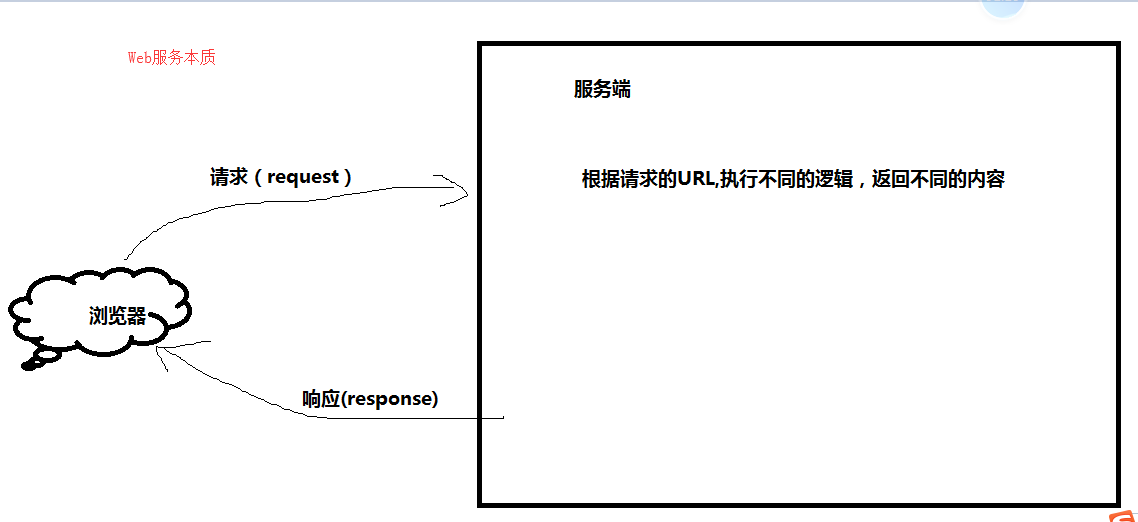 Web服务本质
服务端
请求（request）
根据请求的URL,执行不同的逻辑，返回不同的内容
浏览器
响应(response)